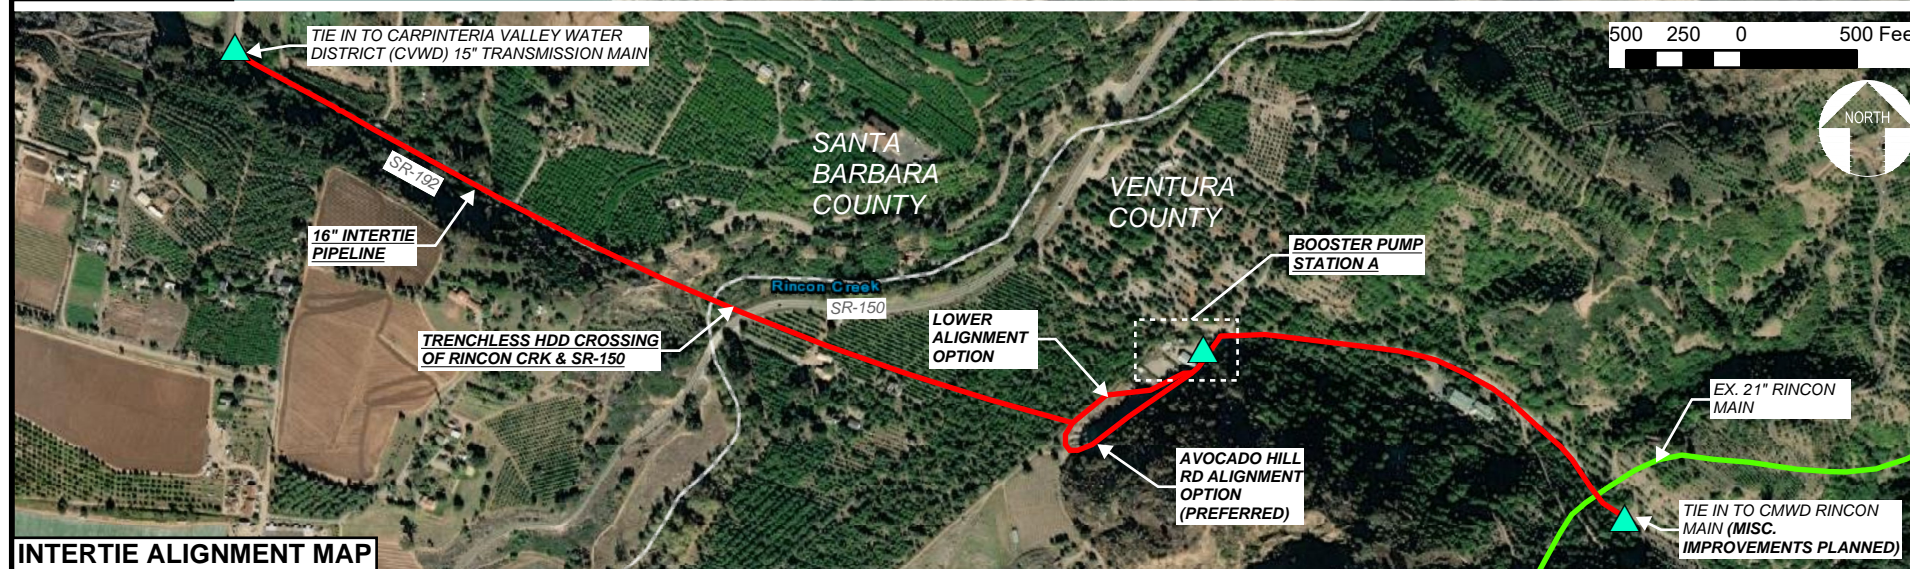 TIE IN TO CARPINTERIA VALLEY WATER
DISTRICT (CVWD) 15" TRANSMISSION MAIN
500 250 0 500 Fee
NORTH
SANTA
BARBARA
COUNTY
SR-192
VENTURA
COUNTY
16" INTERTIE
PIPELINE
BOOSTER PUMP
STATION A
Rincon Creek
SR-150
TRENCHLESS HDD CROSSING
OF RINCON CRK & SR-150
LOWER
ALIGNMENT
OPTION
EX. 21" RINCON
MAIN
AVOCADO HILL
RD ALIGNMENT
OPTION
(PREFERRED)
TIE IN TO CMWD RINCON
MAIN (MISC.
IMPROVEMENTS PLANNED)
INTERTIE ALIGNMENT MAP